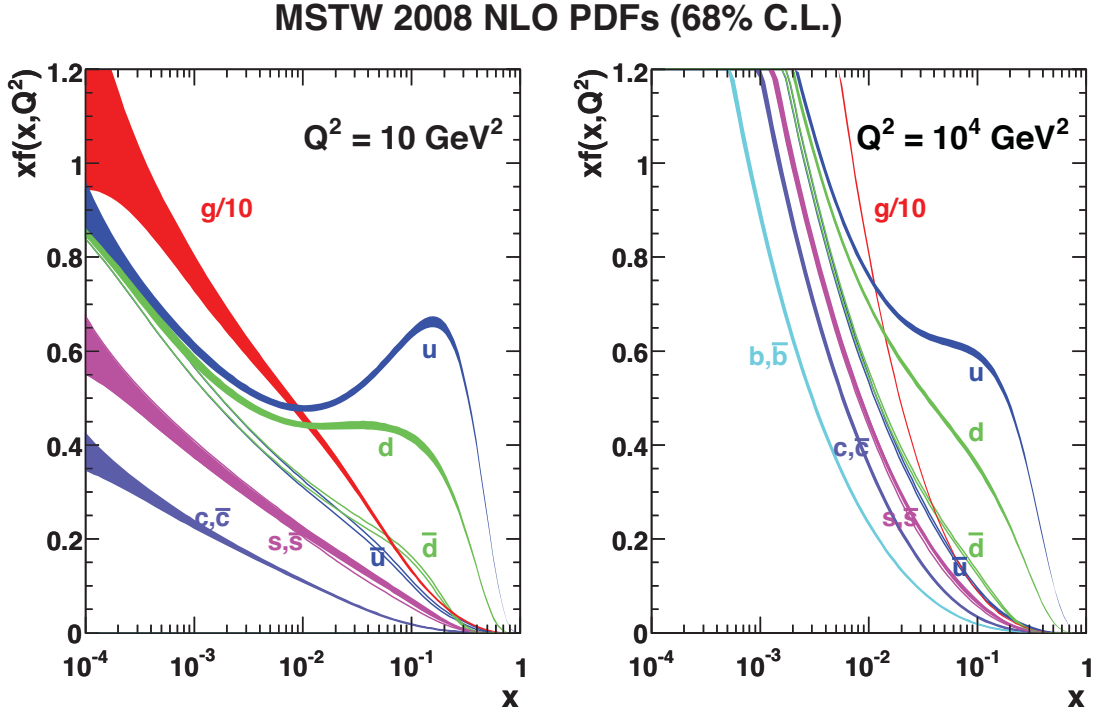 MSTW 2008 NLO PDFs (68% C.L.)
xf(x,Q²)
1.2
1
0.8
0.6
0.4
0.2
0
Q² = 10 GeV²
g/10
u
d
c,c̅
s,s̅
u̅
d̅
10⁻⁴
10⁻³
10⁻²
10⁻¹
1
x
xf(x,Q²)
1.2
1
0.8
0.6
0.4
0.2
0
Q² = 10⁴ GeV²
g/10
b,b̅
u
d
c,c̅
s,s̅
d̅
u̅
10⁻⁴
10⁻³
10⁻²
10⁻¹
1
x